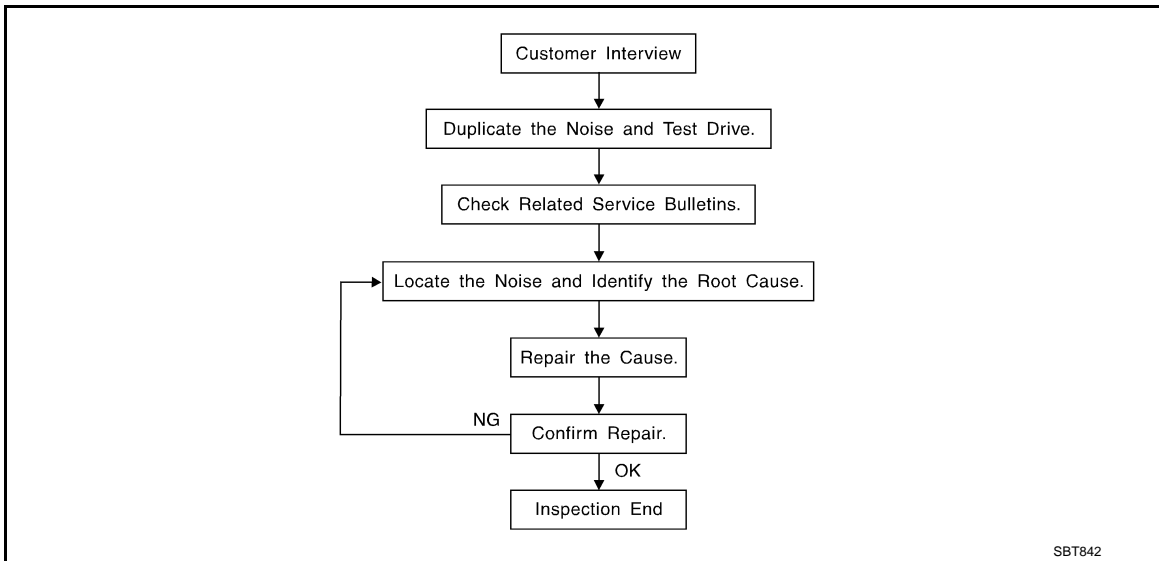 Customer Interview
Duplicate the Noise and Test Drive.
Check Related Service Bulletins.
Locate the Noise and Identify the Root Cause.
Repair the Cause.
NG
Confirm Repair.
OK
Inspection End
SBT842